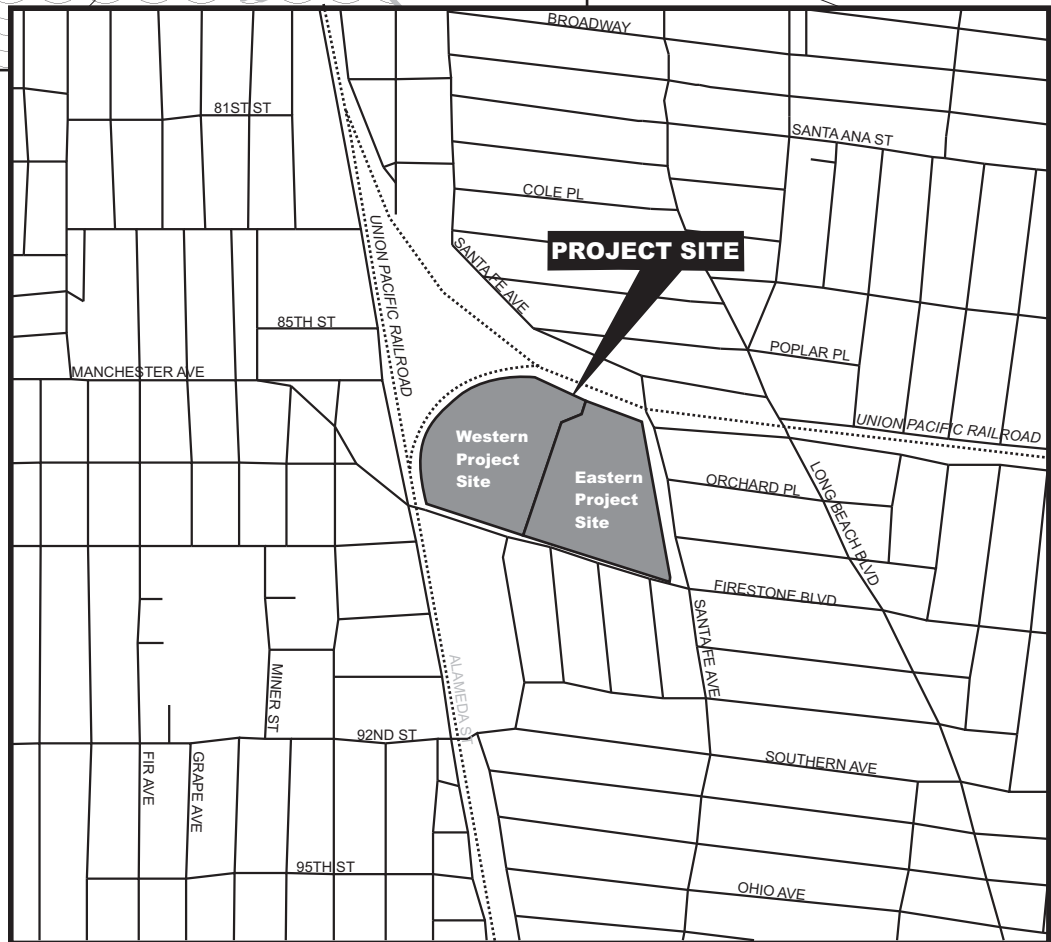 BROADWAY
81ST ST
SANTA ANA ST
COLE PL
UNION PACIFIC RAILROAD
SANTA FE AVE
PROJECT SITE
85TH ST
POPLAR PL
MANCHESTER AVE
UNION PACIFIC RAILROAD
Western
Project
Site
Eastern
Project
Site
ORCHARD PL
LONG BEACH BLVD
FIRESTONE BLVD
SANTA FE AVE
ALAMEDA ST
MINER ST
92ND ST
FIR AVE
GRAPE AVE
SOUTHERN AVE
95TH ST
OHIO AVE